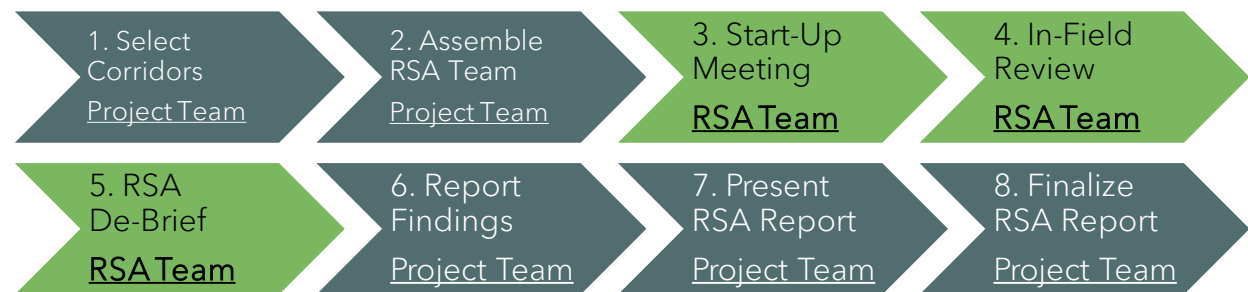 1. Select
Corridors
Project Team
2. Assemble
RSA Team
Project Team
3. Start-Up
Meeting
RSA Team
4. In-Field
Review
RSA Team
5. RSA
De-Brief
RSA Team
6. Report
Findings
Project Team
7. Present
RSA Report
Project Team
8. Finalize
RSA Report
Project Team